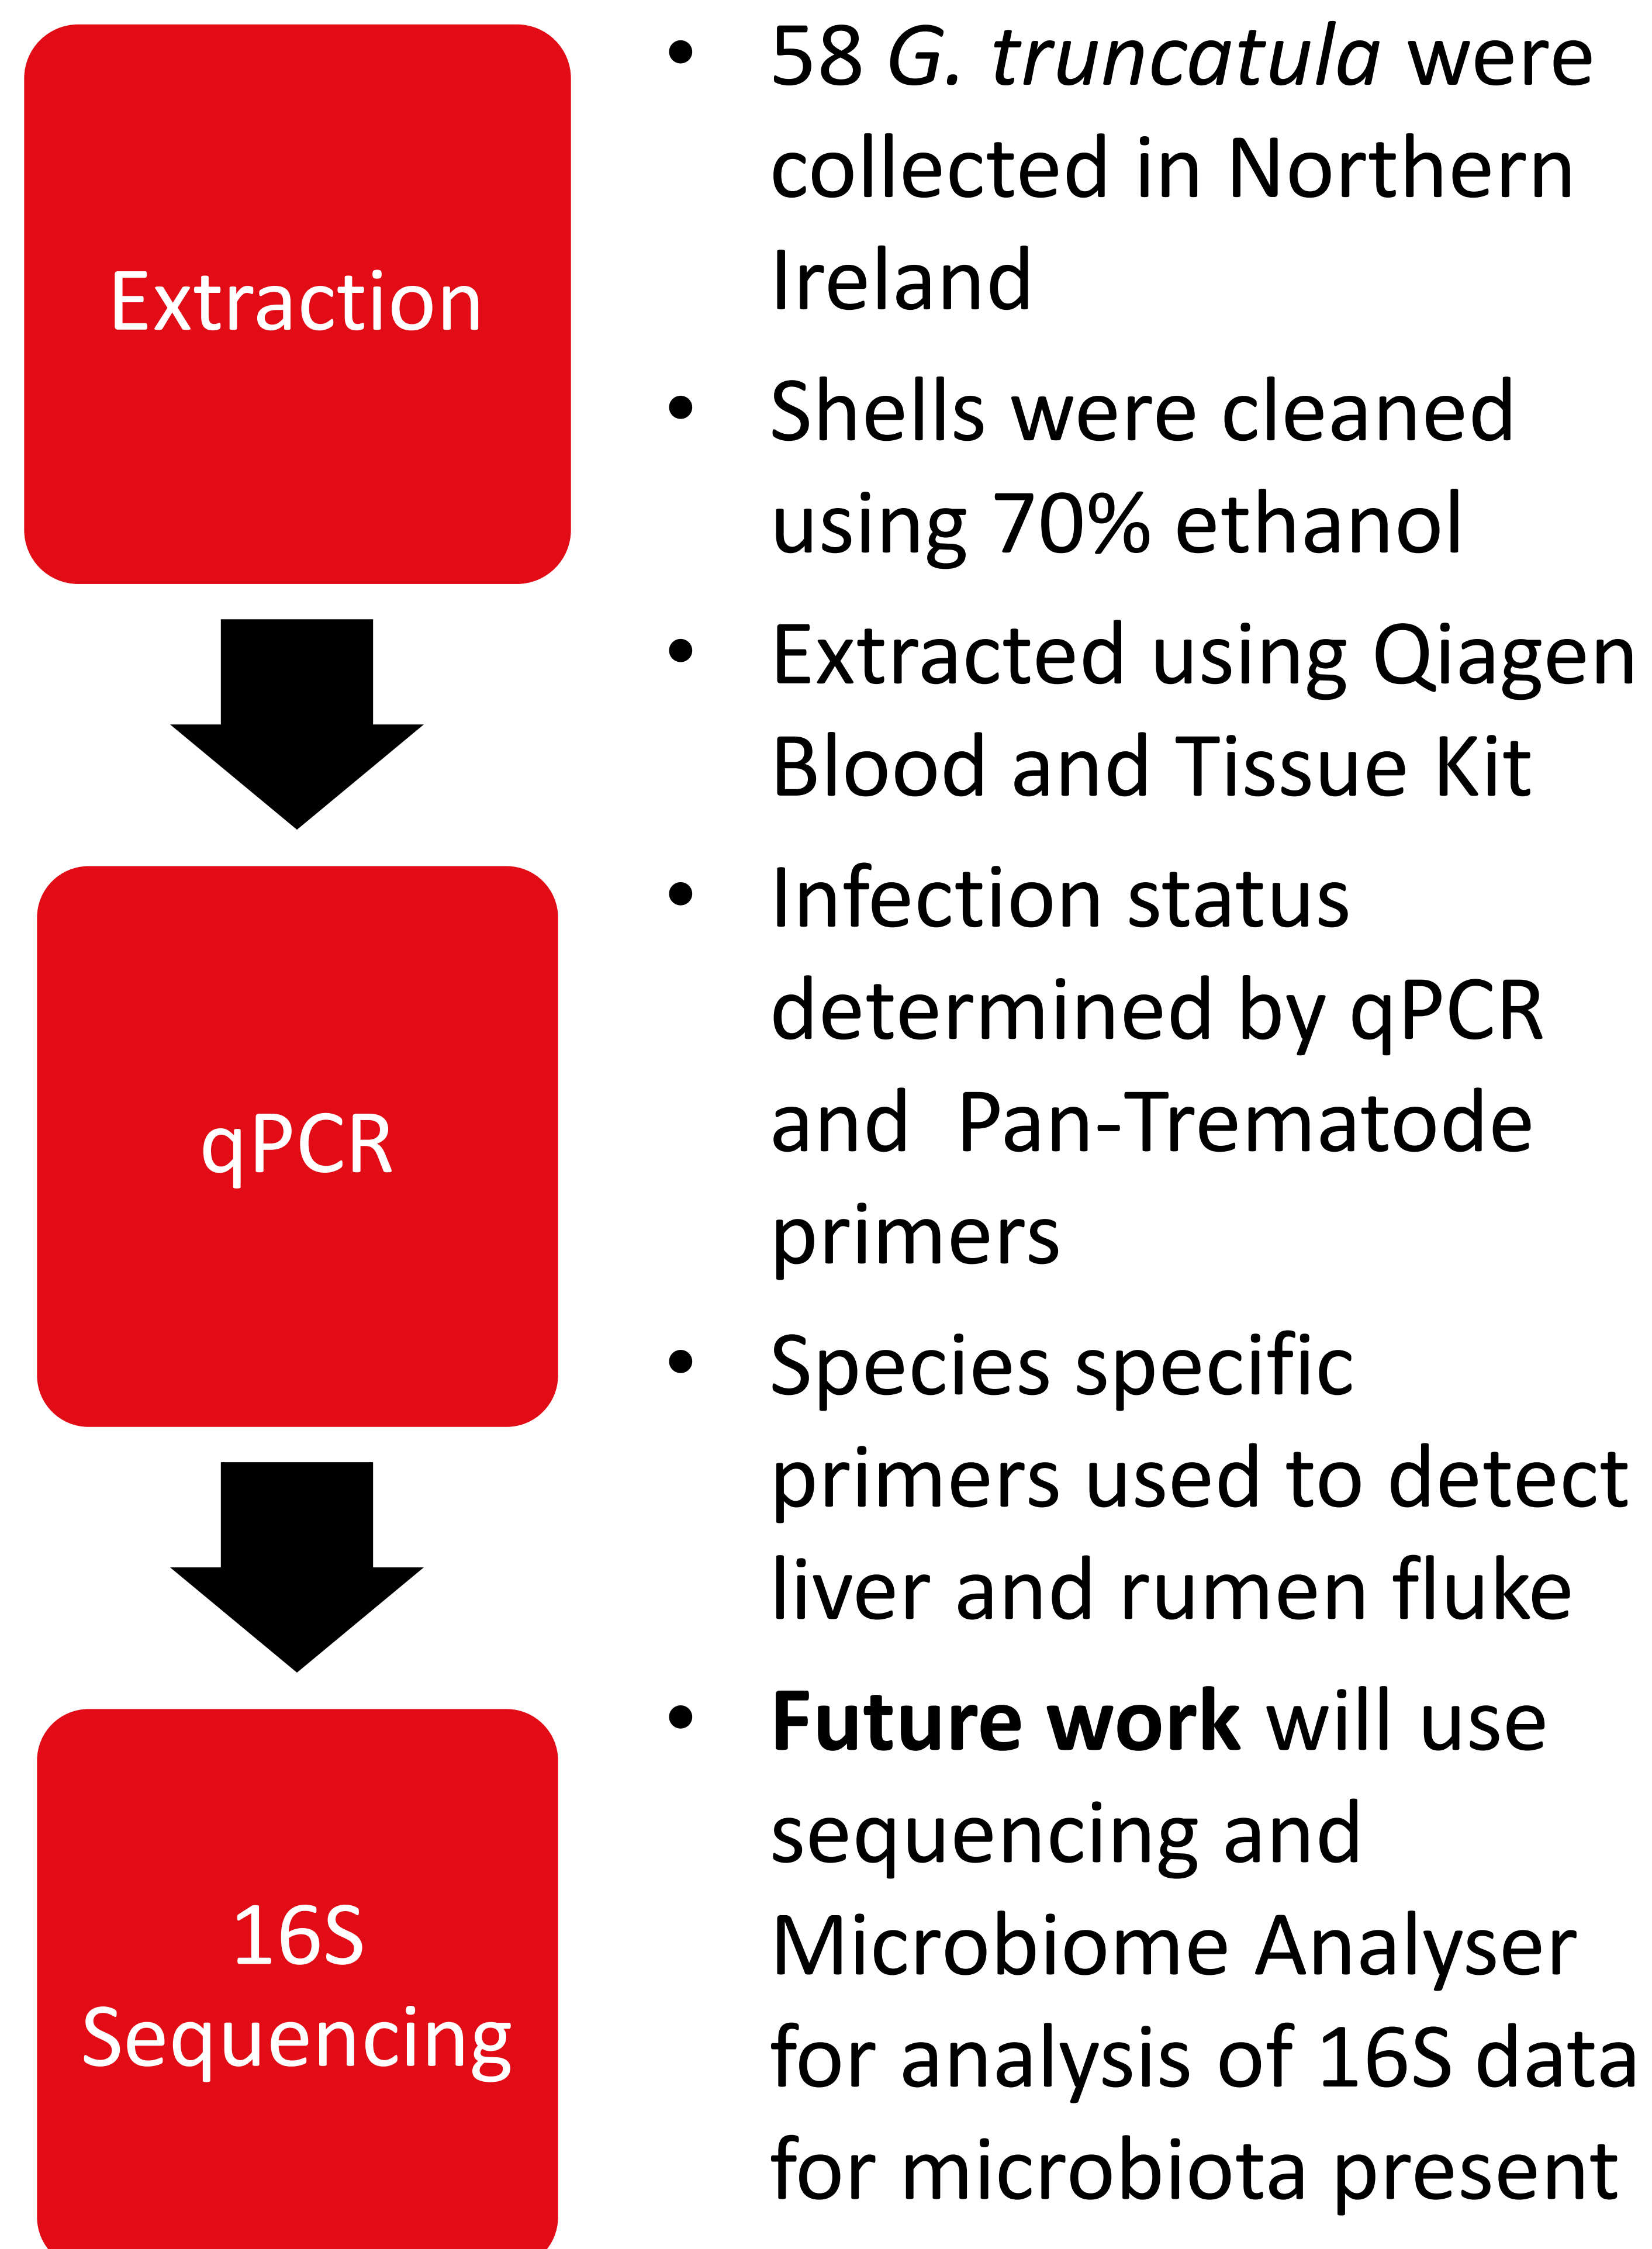 Extraction
• 58 G. truncatula were
collected in Northern
Ireland
• Shells were cleaned
using 70% ethanol
• Extracted using Qiagen
Blood and Tissue Kit
qPCR
• Infection status
determined by qPCR
and Pan-Trematode
primers
• Species specific
primers used to detect
liver and rumen fluke
16S
Sequencing
• Future work will use
sequencing and
Microbiome Analyser
for analysis of 16S data
for microbiota present